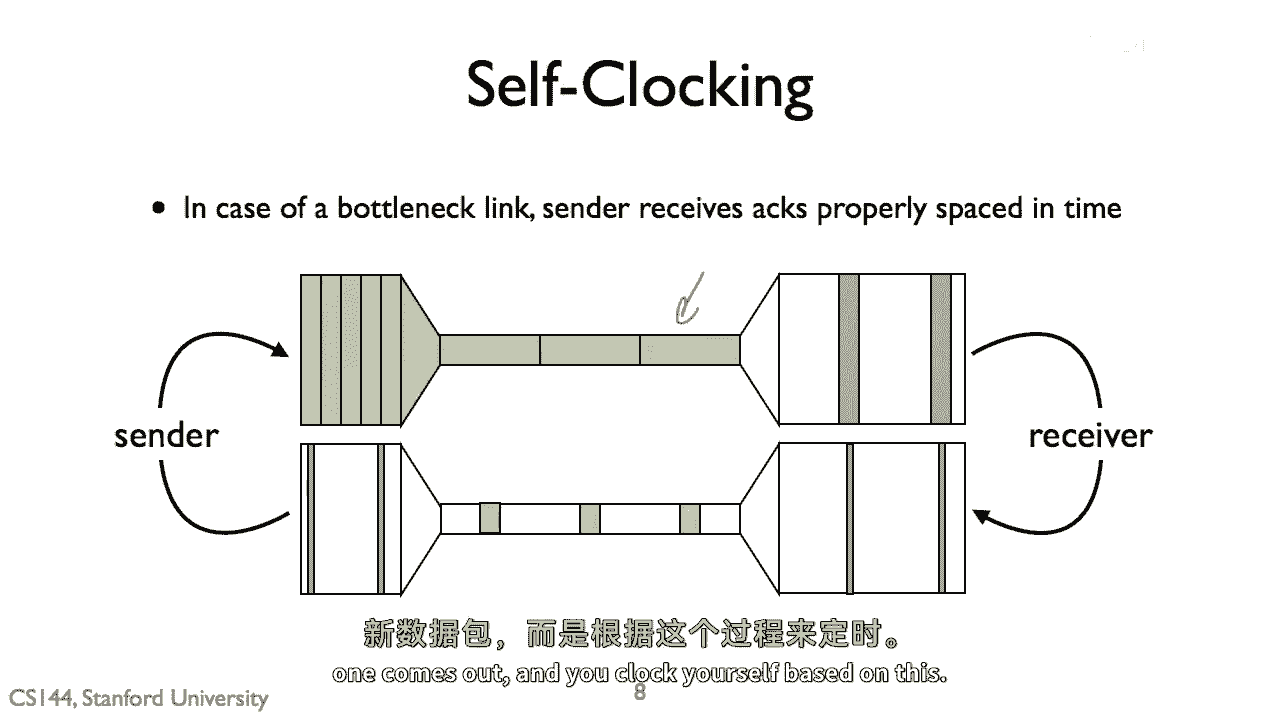 Self-Clocking
• In case of a bottleneck link, sender receives acks properly spaced in time
sender
receiver
新数据包，而是根据这个过程来定时。
one comes out, and you clock yourself based on this.
CS144, Stanford University
8